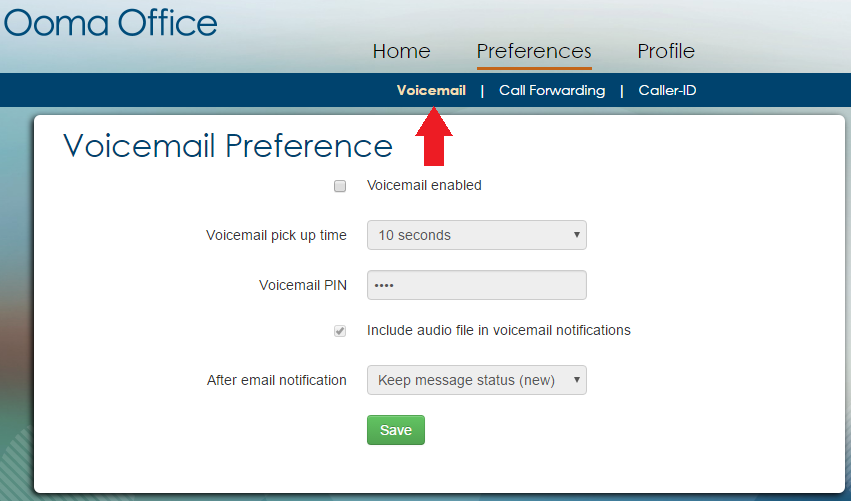 Ooma Office
Home Preferences Profile
Voicemail | Call Forwarding | Caller-ID
Voicemail Preference
Voicemail enabled
Voicemail pick up time 10 seconds
Voicemail PIN ••••
Include audio file in voicemail notifications
After email notification Keep message status (new)
Save